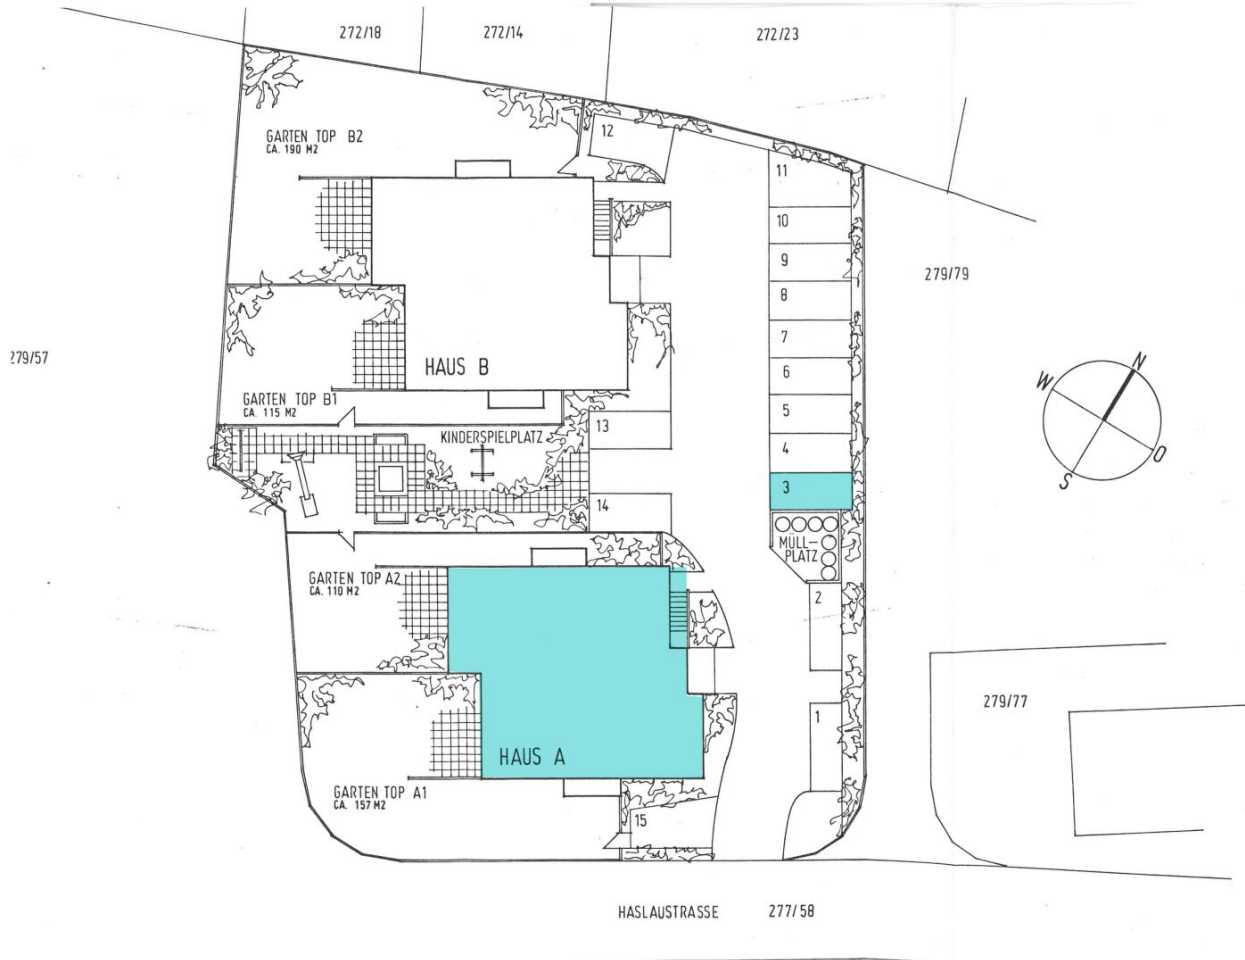 272/18
272/14
272/23
12
GARTEN TOP B2
CA. 190 M2
11
10
9
279/79
8
7
279/57
HAUS B
6
N
W
GARTEN TOP B1
CA. 115 M2
5
13
KINDERSPIELPLATZ
4
O
S
3
14
MÜLL-
PLATZ
GARTEN TOP A2
CA. 110 M2
2
279/77
1
HAUS A
GARTEN TOP A1
CA. 157 M2
15
HASLAUSTRASSE 277/58